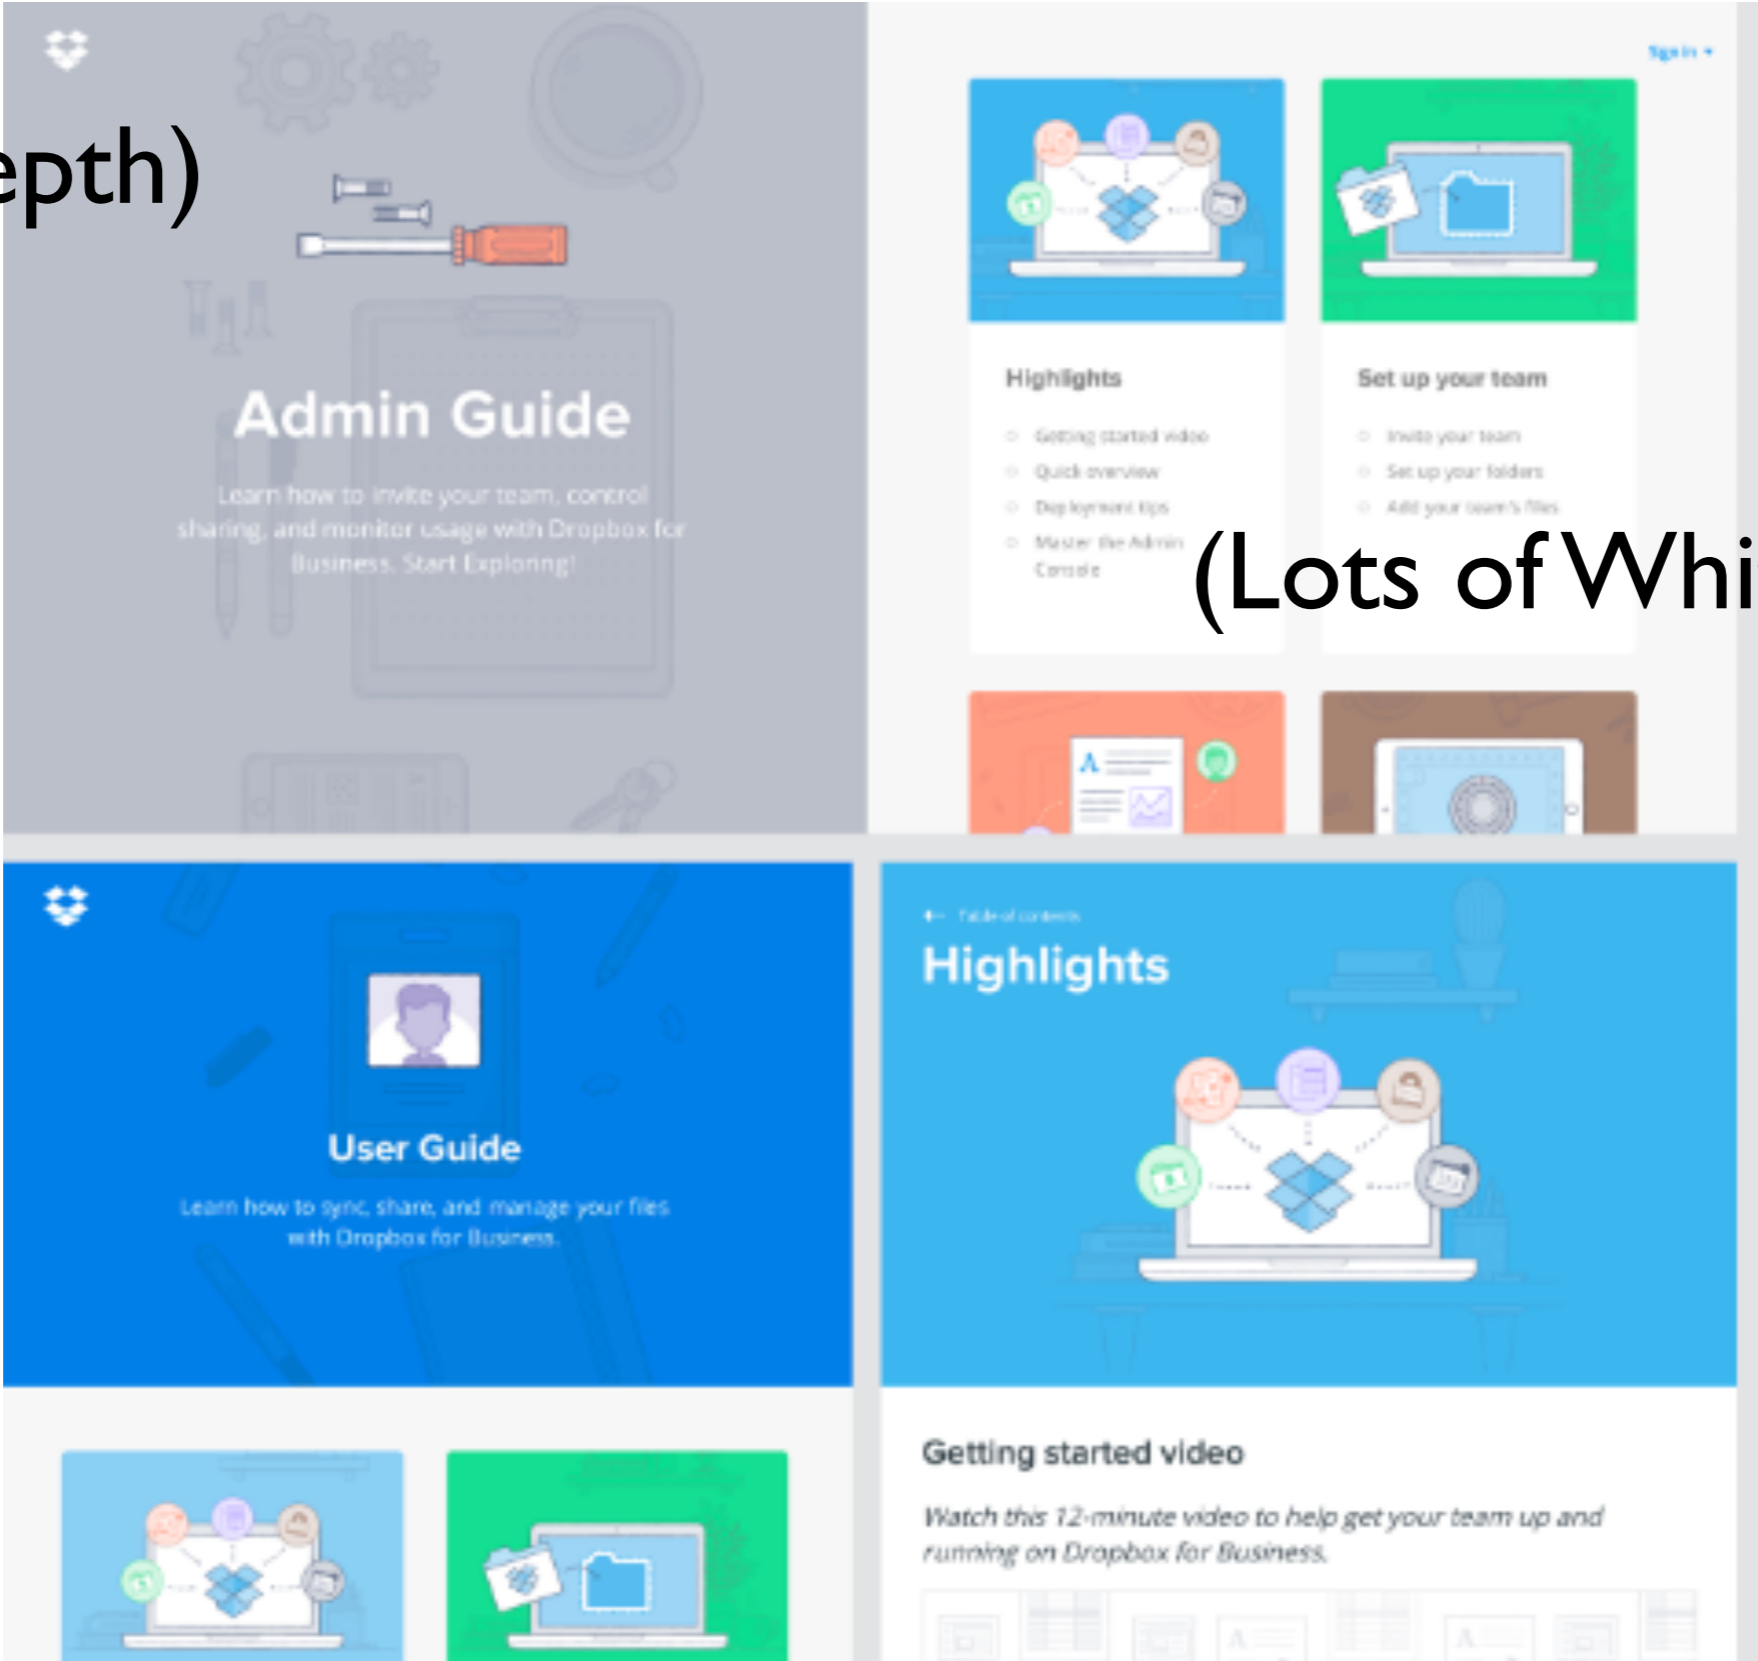 epth)
Admin Guide
Learn how to invite your team, control
sharing, and monitor usage with Dropbox for
Business. Start Exploring!
Sign in
Highlights
Getting started video
Quick overview
Deployment tips
Master the Admin
Console
Set up your team
Invite your team
Set up your folders
Add your team's files
(Lots of Whi
A
User Guide
Learn how to sync, share, and manage your files
with Dropbox for Business.
Table of contents
Highlights
Getting started video
Watch this 12-minute video to help get your team up and
running on Dropbox for Business.
A
A